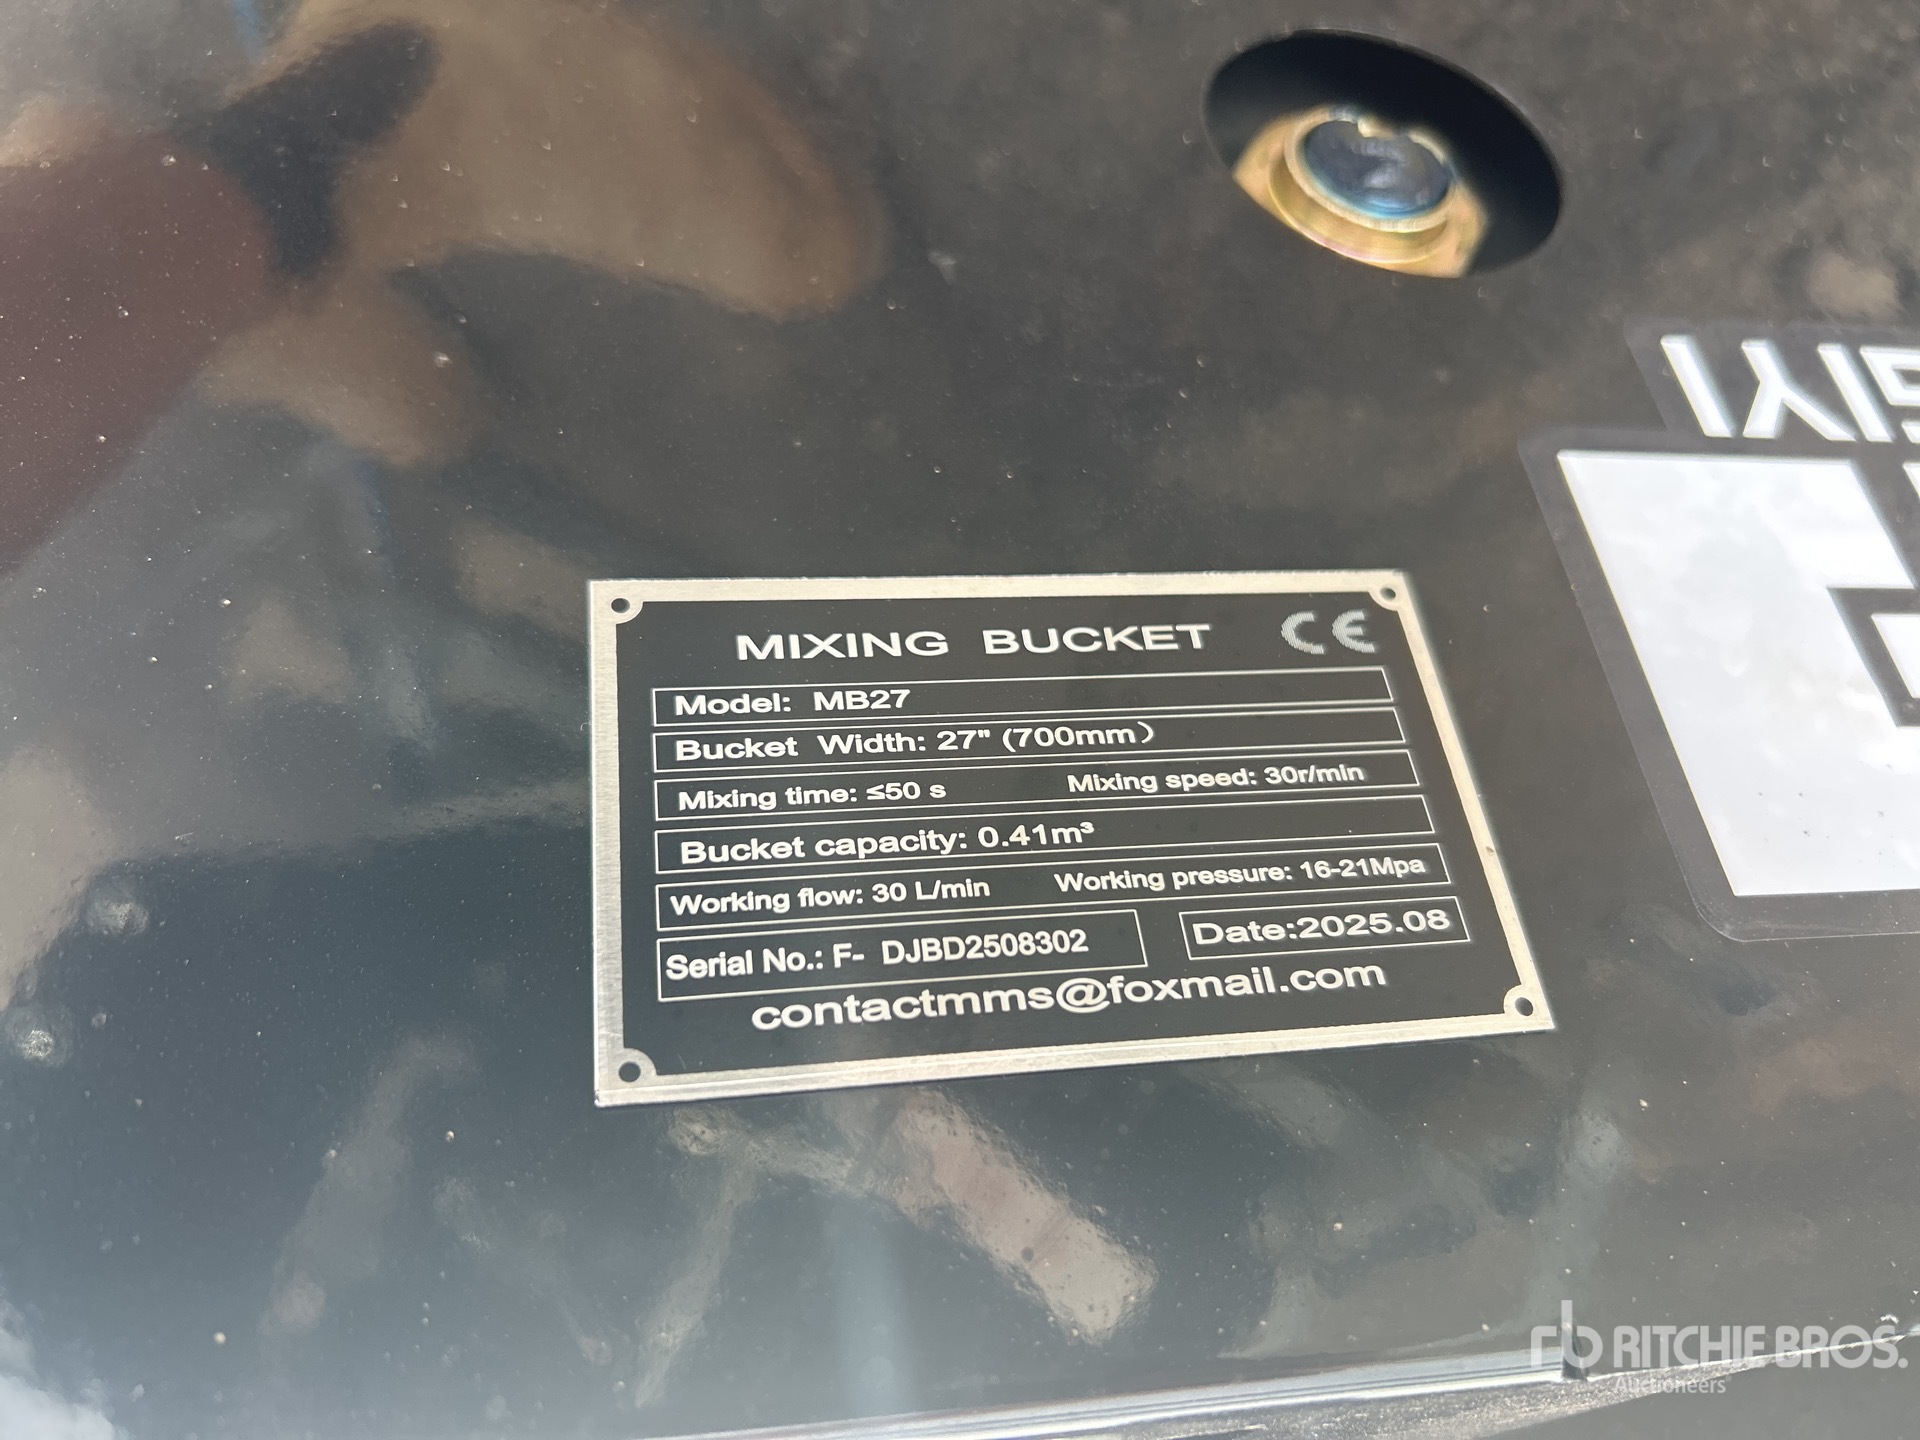 MIXING BUCKET CE
Model: MB27
Bucket Width: 27" (700mm)
Mixing time: ≤50 s Mixing speed: 30r/min
Bucket capacity: 0.41m³
Working flow: 30 L/min Working pressure: 16-21Mpa
Serial No.: F- DJBD2508302 Date:2025.08
contactmms@foxmail.com
rb RITCHIE BROS.
Auctioneers